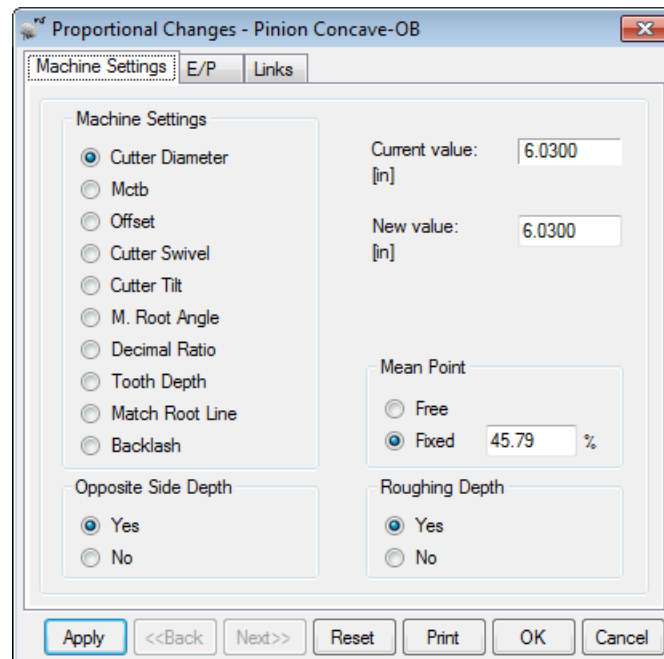 Proportional Changes - Pinion Concave-OB
Machine Settings E/P Links
Machine Settings
Cutter Diameter
Mctb
Offset
Cutter Swivel
Cutter Tilt
M. Root Angle
Decimal Ratio
Tooth Depth
Match Root Line
Backlash
Current value: 6.0300
[in]
New value: 6.0300
[in]
Mean Point
Free
Fixed 45.79 %
Opposite Side Depth
Yes
No
Roughing Depth
Yes
No
Apply <<Back Next>> Reset Print OK Cancel